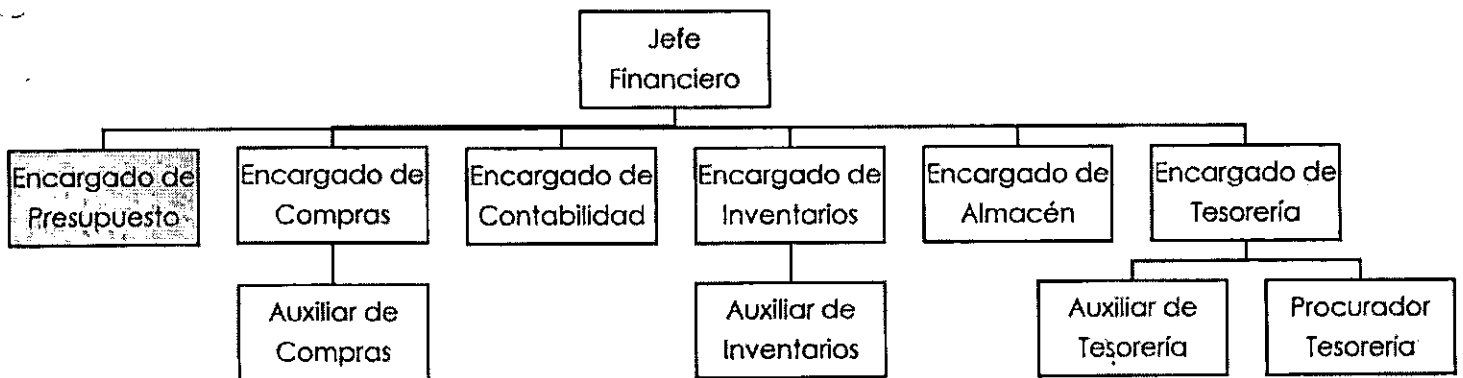 Jefe
Financiero
Encargado de
Presupuesto
Encargado de
Compras
Encargado de
Contabilidad
Encargado de
Inventarios
Encargado de
Almacén
Encargado de
Tesorería
Auxiliar de
Compras
Auxiliar de
Inventarios
Auxiliar de
Tesorería
Procurador
Tesorería